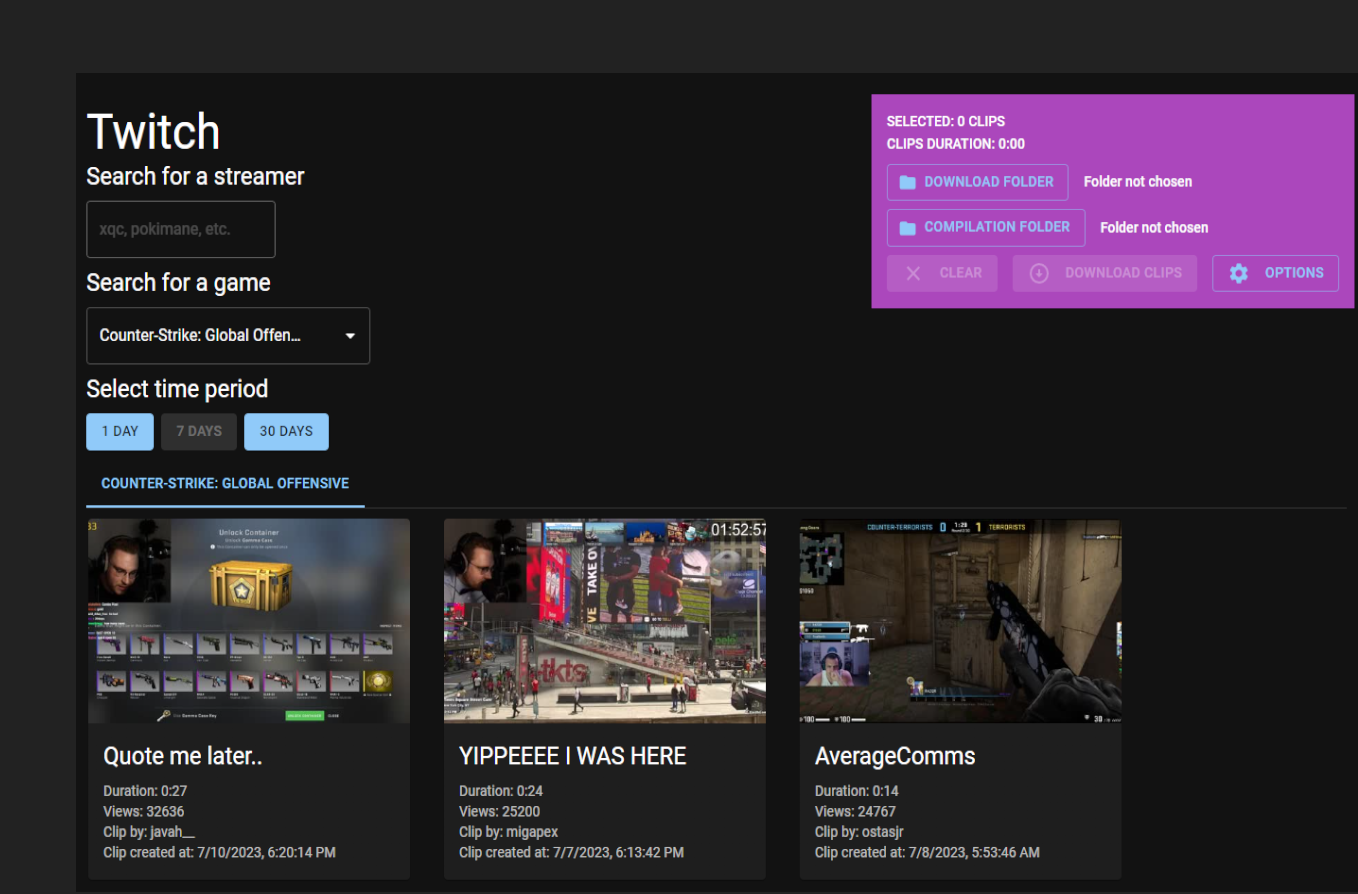 Twitch
Search for a streamer
xqc, pokimane, etc.
Search for a game
Counter-Strike: Global Offen...
Select time period
1 DAY 7 DAYS 30 DAYS
SELECTED: 0 CLIPS
CLIPS DURATION: 0:00
DOWNLOAD FOLDER Folder not chosen
COMPILATION FOLDER Folder not chosen
CLEAR DOWNLOAD CLIPS OPTIONS
COUNTER-STRIKE: GLOBAL OFFENSIVE
33
Unlock Container
Unlock Gamma Case
Quote me later..
Duration: 0:27
Views: 32636
Clip by: javah__
Clip created at: 7/10/2023, 6:20:14 PM
01:52:57
TAKE
tkts
YIPPEEEE I WAS HERE
Duration: 0:24
Views: 25200
Clip by: migapex
Clip created at: 7/7/2023, 6:13:42 PM
COUNTER-TERRORISTS 0 1:26 1 TERRORISTS
AverageComms
Duration: 0:14
Views: 24767
Clip by: ostasjr
Clip created at: 7/8/2023, 5:53:46 AM